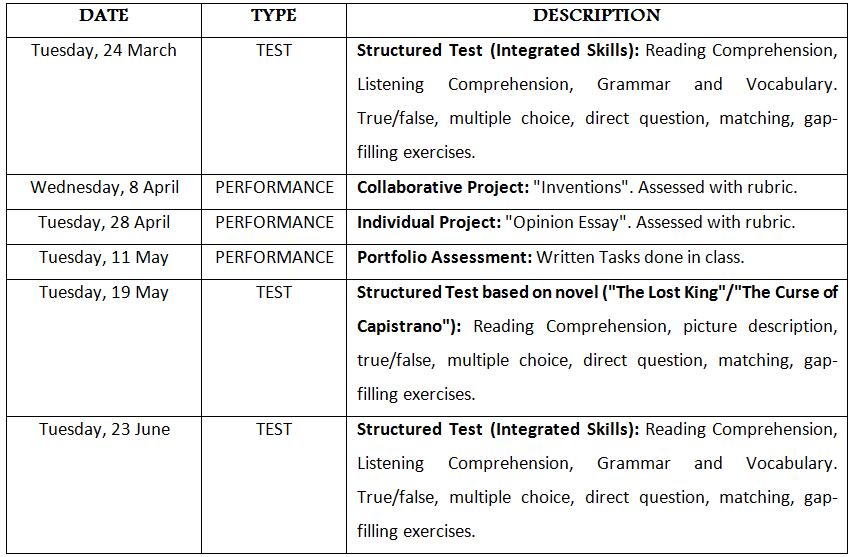 DATE TYPE DESCRIPTION
Tuesday, 24 March TEST Structured Test (Integrated Skills): Reading Comprehension,
Listening Comprehension, Grammar and Vocabulary.
True/false, multiple choice, direct question, matching, gap-
filling exercises.
Wednesday, 8 April PERFORMANCE Collaborative Project: "Inventions". Assessed with rubric.
Tuesday, 28 April PERFORMANCE Individual Project: "Opinion Essay". Assessed with rubric.
Tuesday, 11 May PERFORMANCE Portfolio Assessment: Written Tasks done in class.
Tuesday, 19 May TEST Structured Test based on novel ("The Lost King"/"The Curse of
Capistrano"): Reading Comprehension, picture description,
true/false, multiple choice, direct question, matching, gap-
filling exercises.
Tuesday, 23 June TEST Structured Test (Integrated Skills): Reading Comprehension,
Listening Comprehension, Grammar and Vocabulary.
True/false, multiple choice, direct question, matching, gap-
filling exercises.